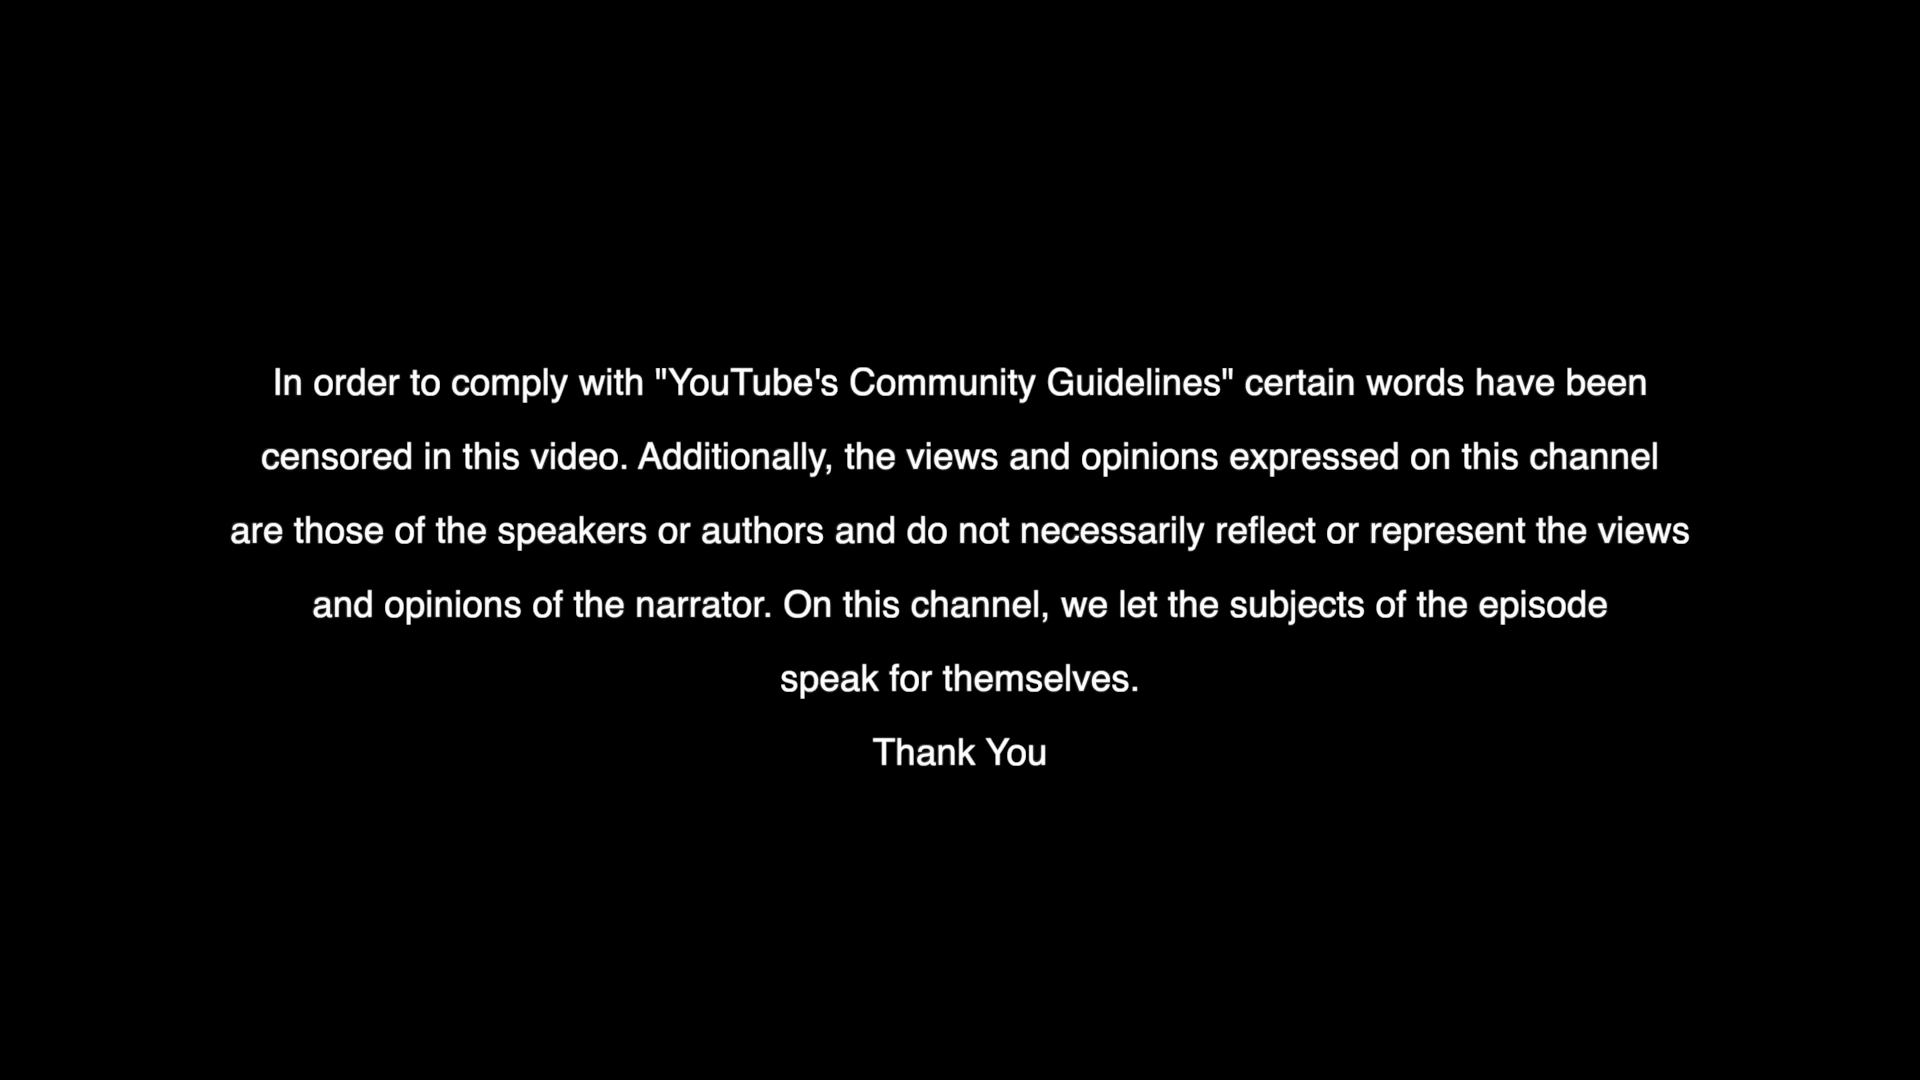 In order to comply with "YouTube's Community Guidelines" certain words have been
censored in this video. Additionally, the views and opinions expressed on this channel
are those of the speakers or authors and do not necessarily reflect or represent the views
and opinions of the narrator. On this channel, we let the subjects of the episode
speak for themselves.
Thank You